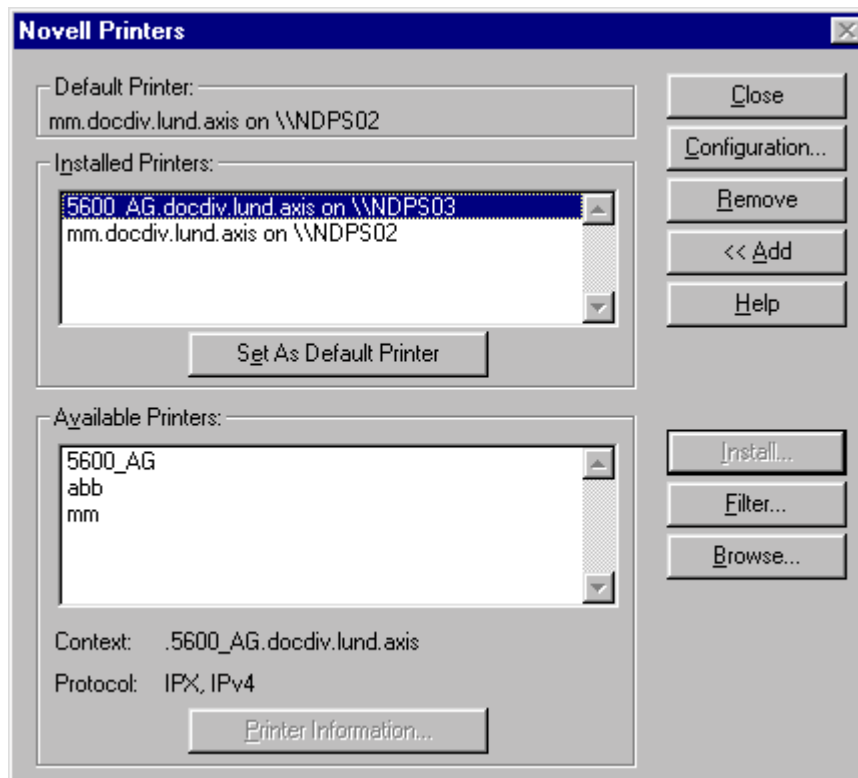 Novell Printers
Default Printer:
mm.docdiv.lund.axis on \\NDPS02
Installed Printers:
5600_AG.docdiv.lund.axis on \\NDPS03
mm.docdiv.lund.axis on \\NDPS02
Set As Default Printer
Close
Configuration...
Remove
<< Add
Help
Available Printers:
5600_AG
abb
mm
Context: .5600_AG.docdiv.lund.axis
Protocol: IPX, IPv4
Printer Information...
Install...
Filter...
Browse...